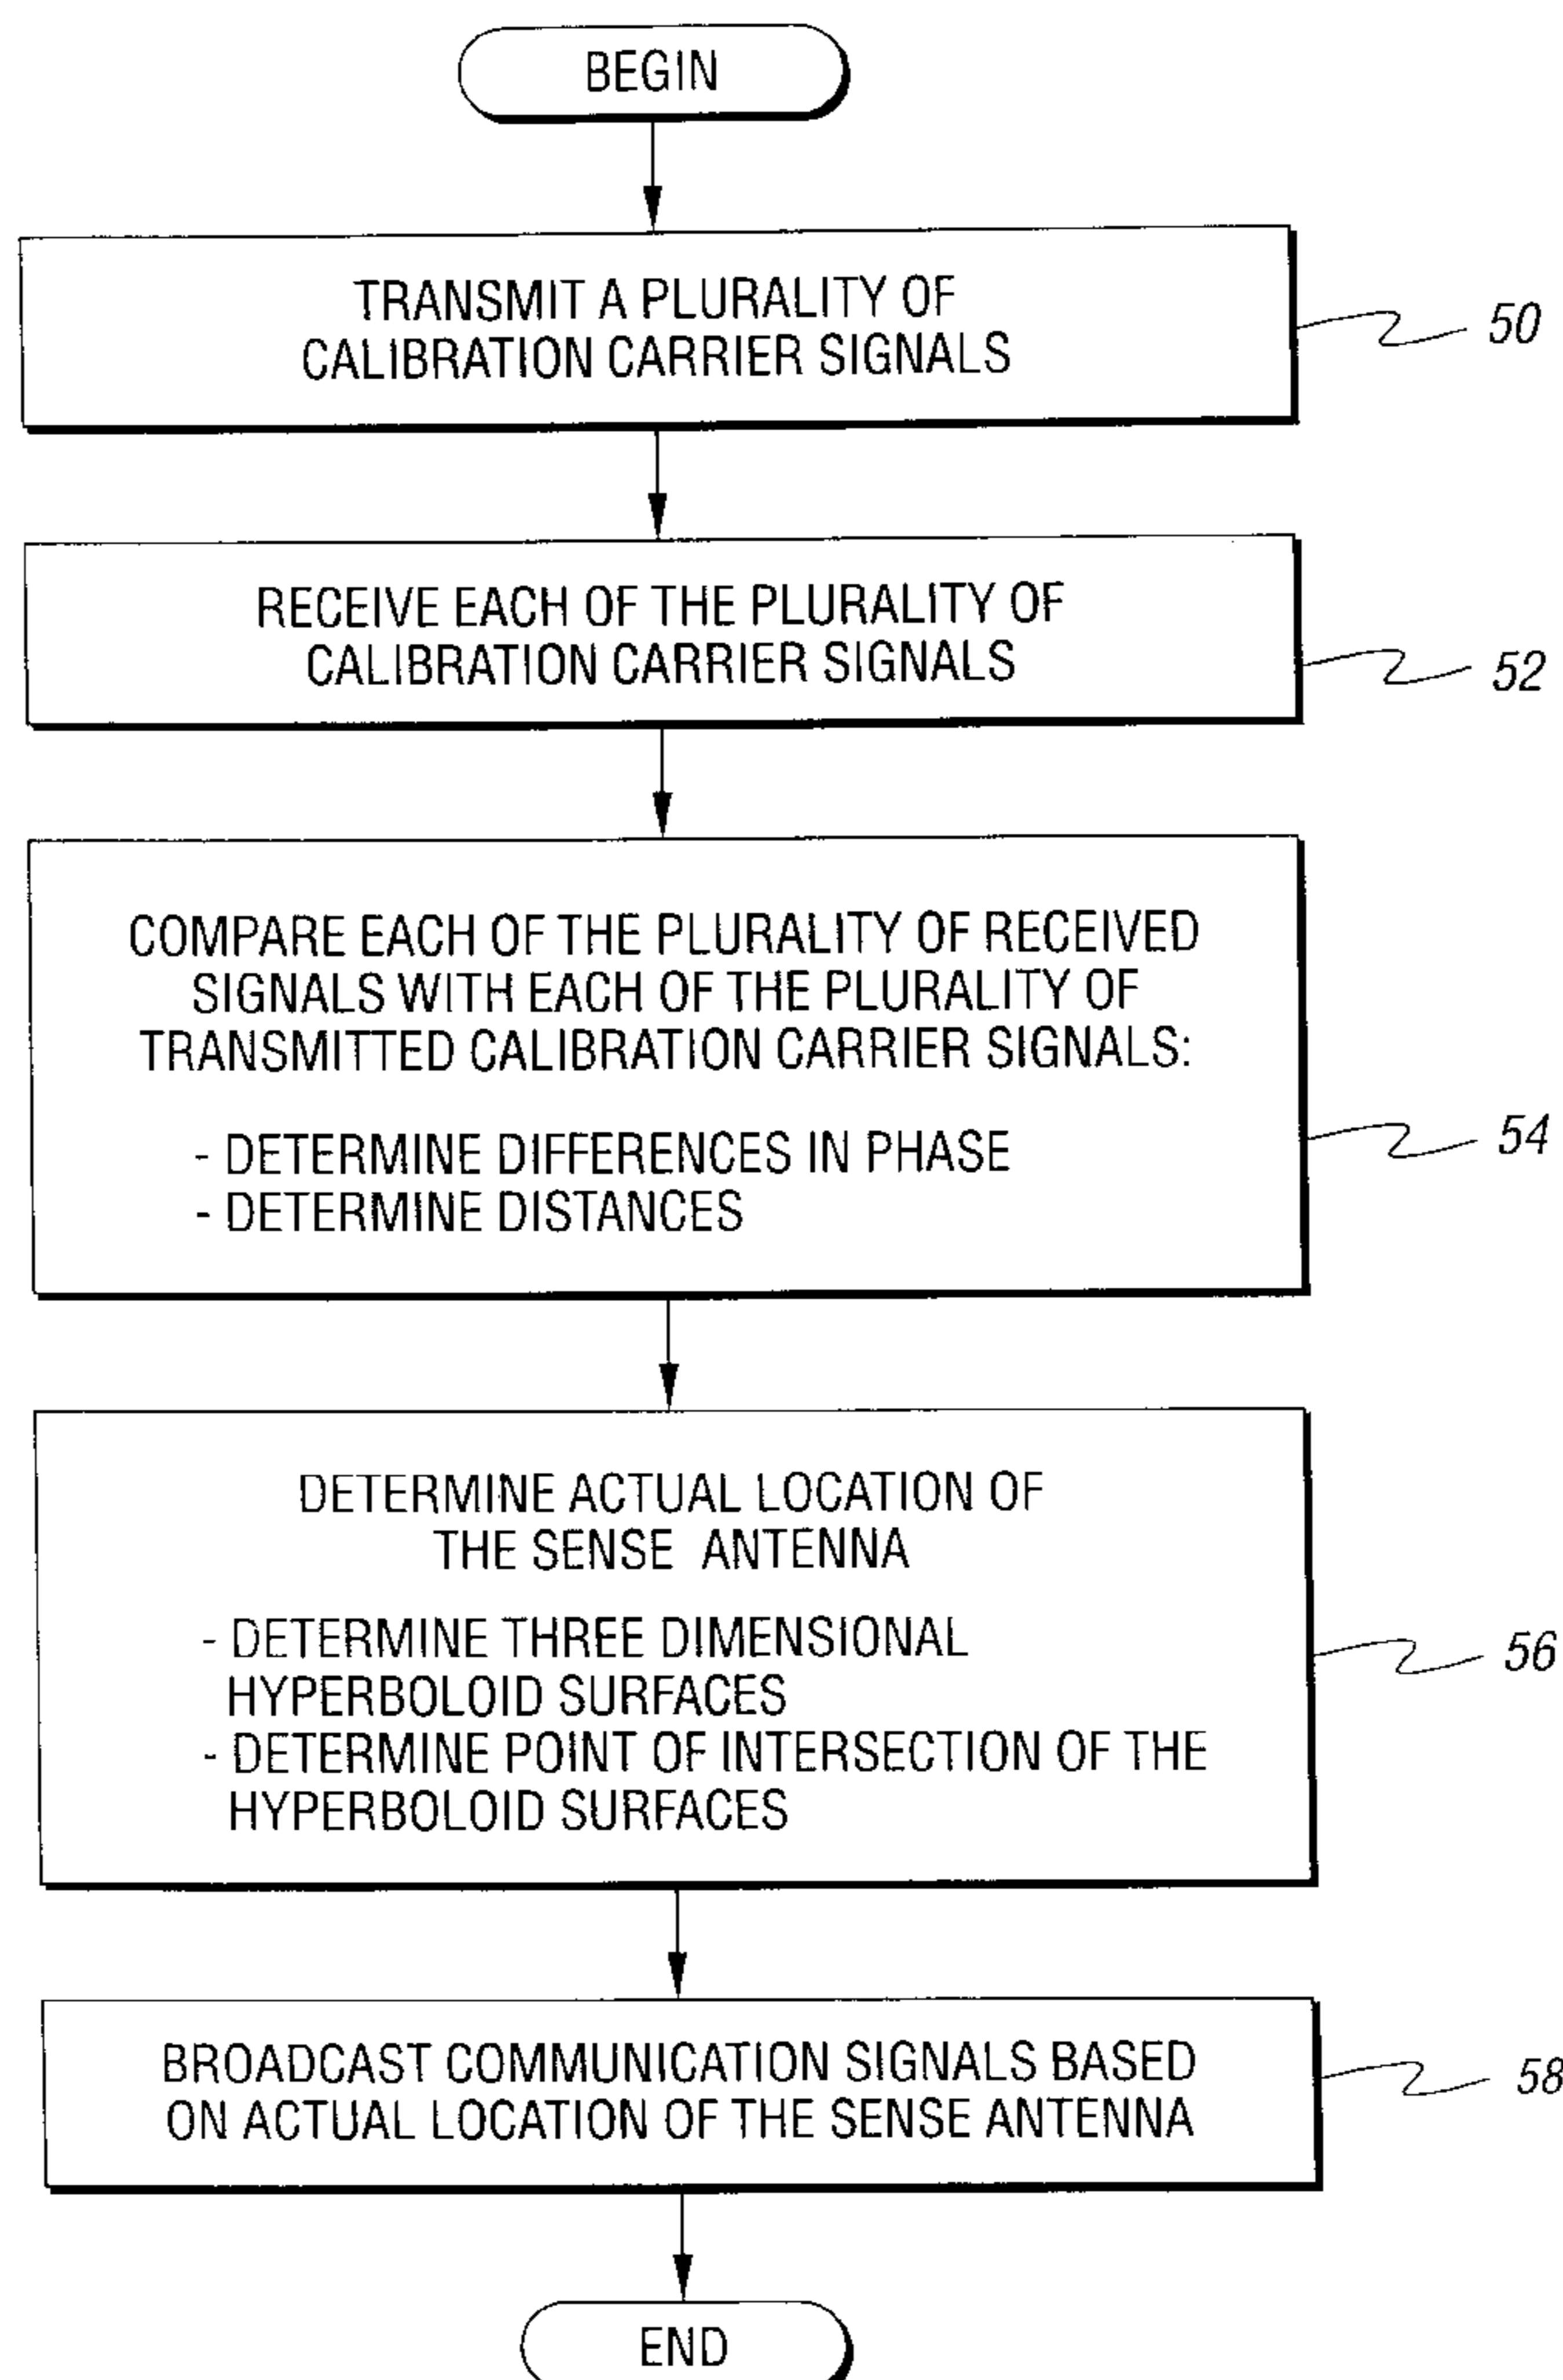 BEGIN
TRANSMIT A PLURALITY OF
CALIBRATION CARRIER SIGNALS
50
RECEIVE EACH OF THE PLURALITY OF
CALIBRATION CARRIER SIGNALS
52
COMPARE EACH OF THE PLURALITY OF RECEIVED
SIGNALS WITH EACH OF THE PLURALITY OF
TRANSMITTED CALIBRATION CARRIER SIGNALS:
- DETERMINE DIFFERENCES IN PHASE
- DETERMINE DISTANCES
54
DETERMINE ACTUAL LOCATION OF
THE SENSE ANTENNA
- DETERMINE THREE DIMENSIONAL
HYPERBOLOID SURFACES
- DETERMINE POINT OF INTERSECTION OF THE
HYPERBOLOID SURFACES
56
BROADCAST COMMUNICATION SIGNALS BASED
ON ACTUAL LOCATION OF THE SENSE ANTENNA
58
END